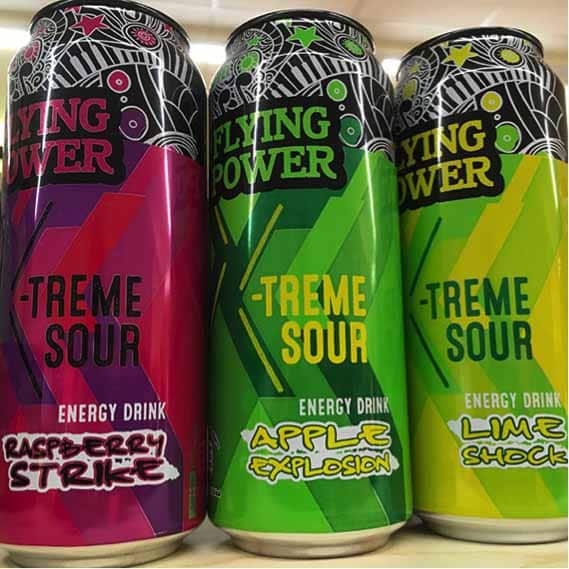 LYING
OWER
-TREME
SOUR
ENERGY DRINK
RASPBERRY
STRIKE
FLYING
POWER
X-TREME
SOUR
ENERGY DRINK
APPLE
EXPLOSION
LYING
OWER
X-TREME
SOUR
ENERGY DRINK
LIME
SHOCK